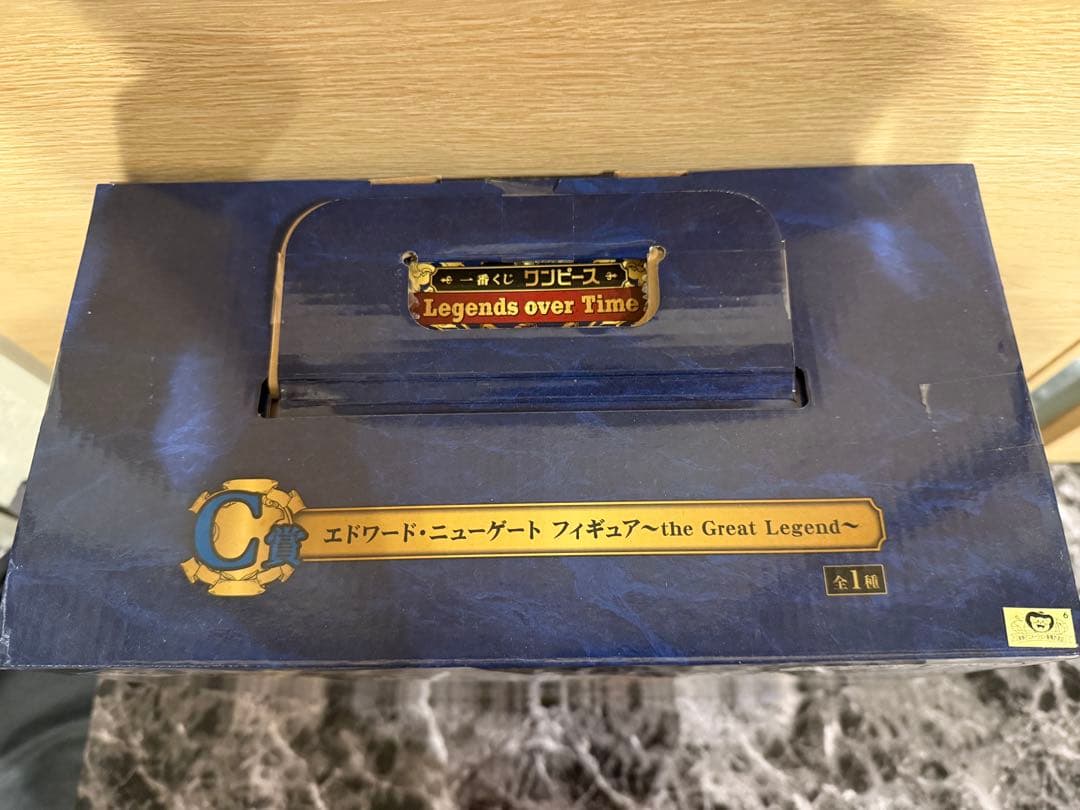 一番くじ ワンピース
Legends over Time
C賞 エドワード・ニューゲート フィギュア〜the Great Legend〜
全1種
6